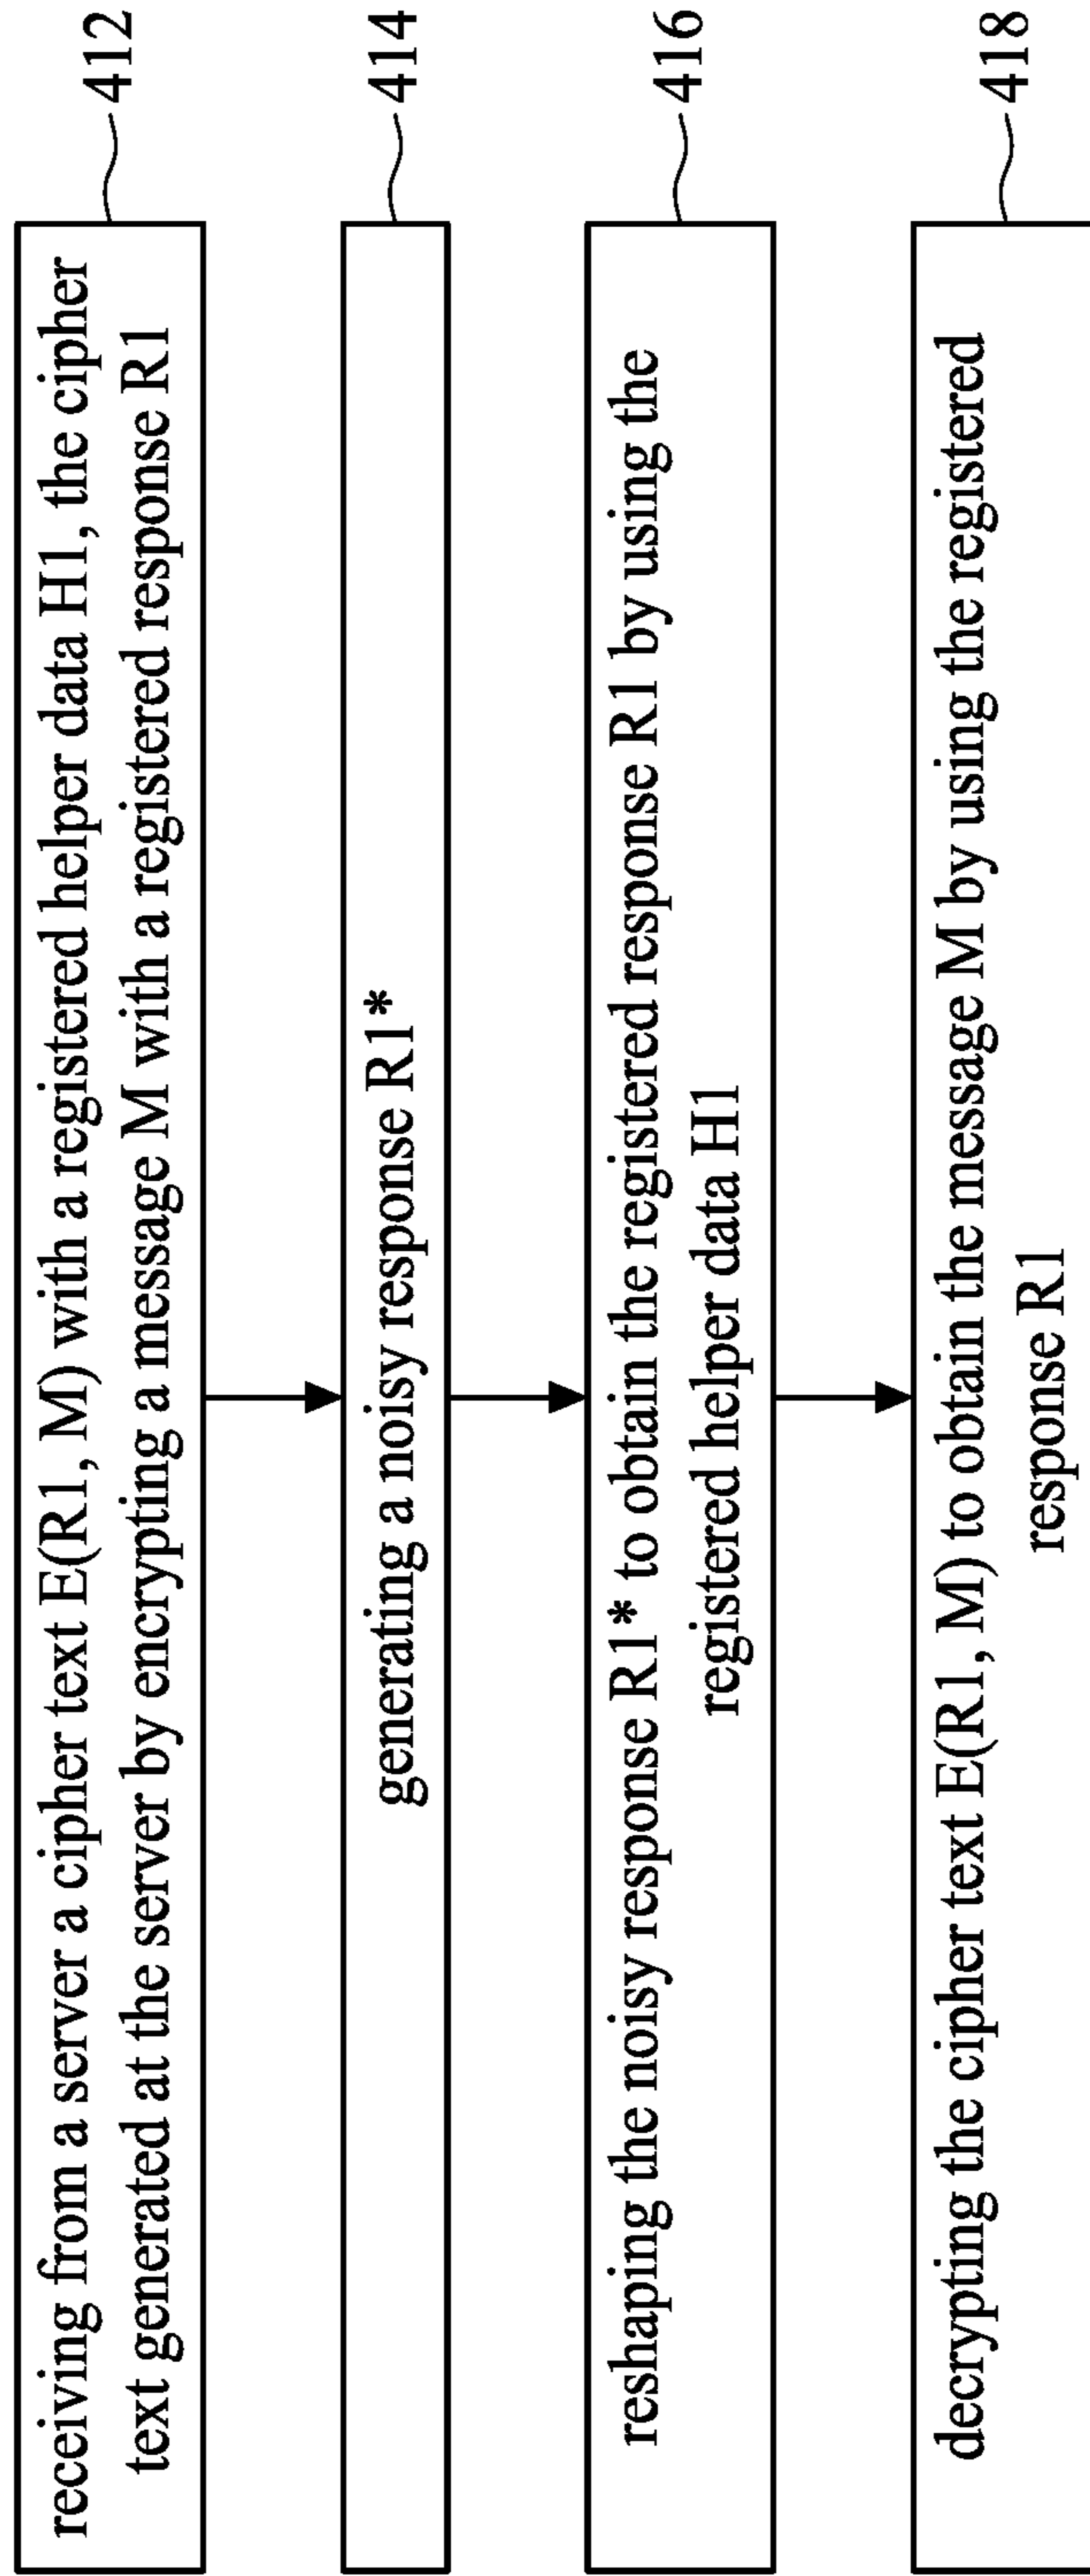 receiving from a server a cipher text E(R1, M) with a registered helper data H1, the cipher
text generated at the server by encrypting a message M with a registered response R1
412
generating a noisy response R1*
414
reshaping the noisy response R1* to obtain the registered response R1 by using the
registered helper data H1
416
decrypting the cipher text E(R1, M) to obtain the message M by using the registered
response R1
418